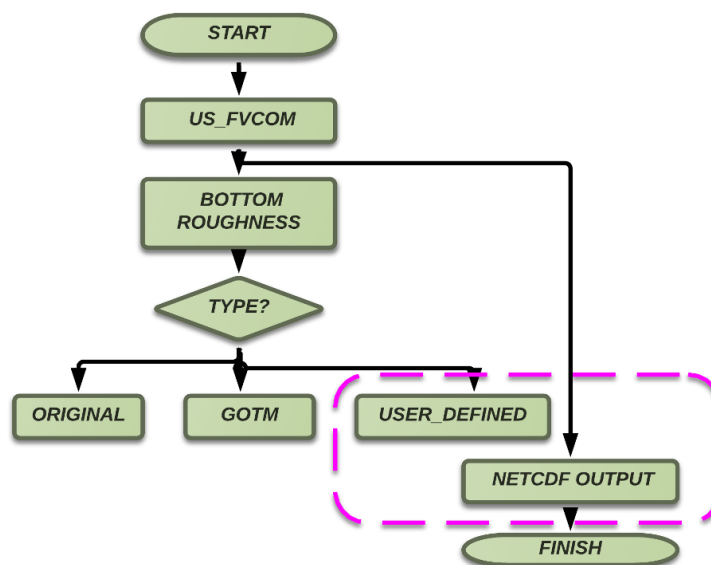 START
US_FVCOM
BOTTOM
ROUGHNESS
TYPE?
ORIGINAL
GOTM
USER_DEFINED
NETCDF OUTPUT
FINISH